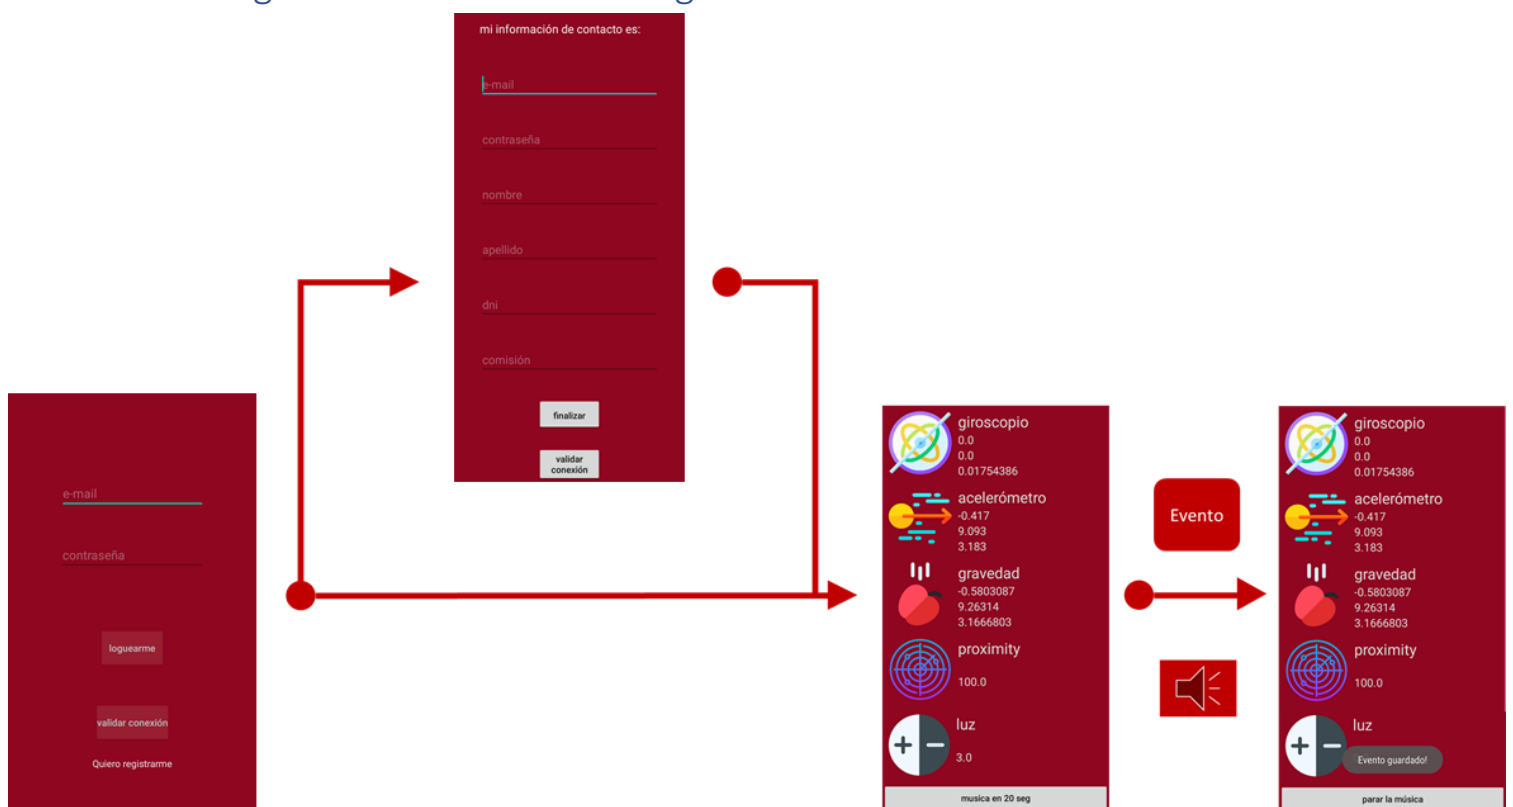 mi información de contacto es:
e-mail
contraseña
nombre
apellido
dni
comisión
finalizar
validar
conexión
e-mail
contraseña
loguearme
validar conexión
Quiero registrarme
giroscopio
0.0
0.0
0.01754386
acelerómetro
-0.417
9.093
3.183
gravedad
-0.5803087
9.26314
3.1666803
proximity
100.0
luz
3.0
musica en 20 seg
Evento
giroscopio
0.0
0.0
0.01754386
acelerómetro
-0.417
9.093
3.183
gravedad
-0.5803087
9.26314
3.1666803
proximity
100.0
luz
Evento guardado!
parar la música